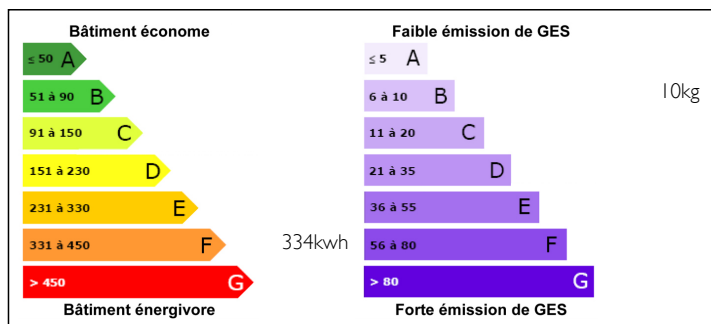 Bâtiment économe
≤ 50 A
51 à 90 B
91 à 150 C
151 à 230 D
231 à 330 E
331 à 450 F
334kwh
> 450 G
Bâtiment énergivore
Faible émission de GES
≤ 5 A
6 à 10 B
10kg
11 à 20 C
21 à 35 D
36 à 55 E
56 à 80 F
> 80 G
Forte émission de GES